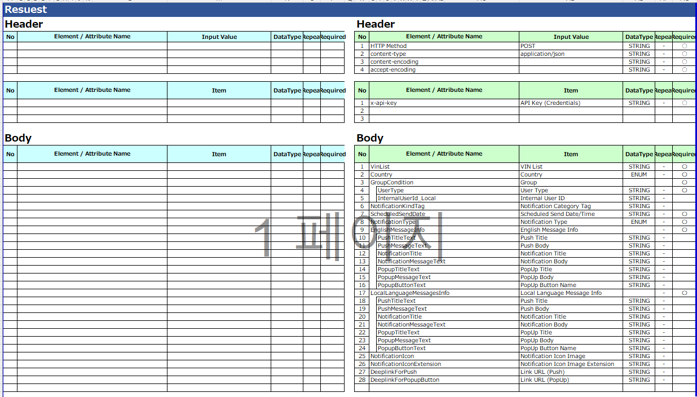 Resuest
Header Header
No Element / Attribute Name Input Value DataType Repea Required No Element / Attribute Name Input Value DataType Repea Required
1 HTTP Method POST STRING - ○
2 content-type application/json STRING - ○
3 content-encoding STRING - ○
4 accept-encoding STRING - ○
No Element / Attribute Name Item DataType Repea Required No Element / Attribute Name Item DataType Repea Required
1 x-api-key API Key (Credentials) STRING - ○
2
3
Body Body
No Element / Attribute Name Item DataType Repea Required No Element / Attribute Name Item DataType Repea Required
1 VinList VIN List STRING - ○
2 Country Country ENUM - ○
3 GroupCondition Group ○
4 UserType User Type STRING - ○
5 InternalUserId_Local Internal User ID STRING -
6 NotificationKindTag Notification Category Tag STRING - ○
7 ScheduledSendDate Scheduled Send Date/Time STRING - ○
8 NotificationType Notification Type ENUM - ○
9 EnglishMessageInfo English Message Info ○
10 PushTitleText Push Title STRING -
11 PushMessageText Push Body STRING -
12 NotificationTitle Notification Title STRING -
13 NotificationMessageText Notification Body STRING -
14 PopupTitleText PopUp Title STRING -
15 PopupMessageText PopUp Body STRING -
16 PopupButtonText PopUp Button Name STRING -
17 LocalLanguageMessagesInfo Local Language Message Info ○
18 PushTitleText Push Title STRING -
19 PushMessageText Push Body STRING -
20 NotificationTitle Notification Title STRING -
21 NotificationMessageText Notification Body STRING -
22 PopupTitleText PopUp Title STRING -
23 PopupMessageText PopUp Body STRING -
24 PopupButtonText PopUp Button Name STRING -
25 NotificationIcon Notification Icon Image STRING -
26 NotificationIconExtension Notification Icon Image Extension STRING -
27 DeeplinkForPush Link URL (Push) STRING -
28 DeeplinkForPopupButton Link URL (PopUp) STRING -
1 페이지